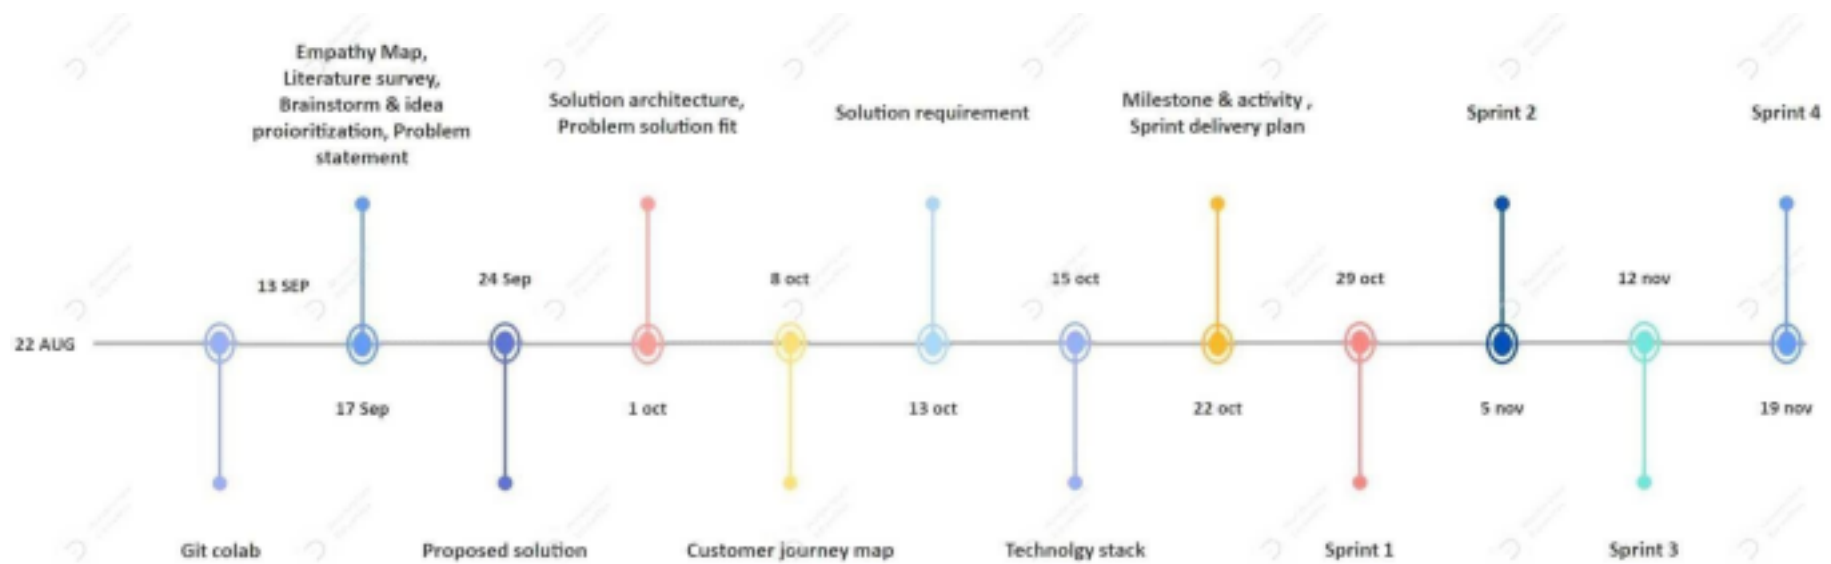 Empathy Map,
Literature survey,
Brainstorm & idea
proioritization, Problem
statement
Solution architecture,
Problem solution fit
Solution requirement
Milestone & activity ,
Sprint delivery plan
Sprint 2
Sprint 4
13 SEP
24 Sep
8 oct
15 oct
29 oct
12 nov
22 AUG
17 Sep
1 oct
13 oct
22 oct
5 nov
19 nov
Git colab
Proposed solution
Customer journey map
Technolgy stack
Sprint 1
Sprint 3